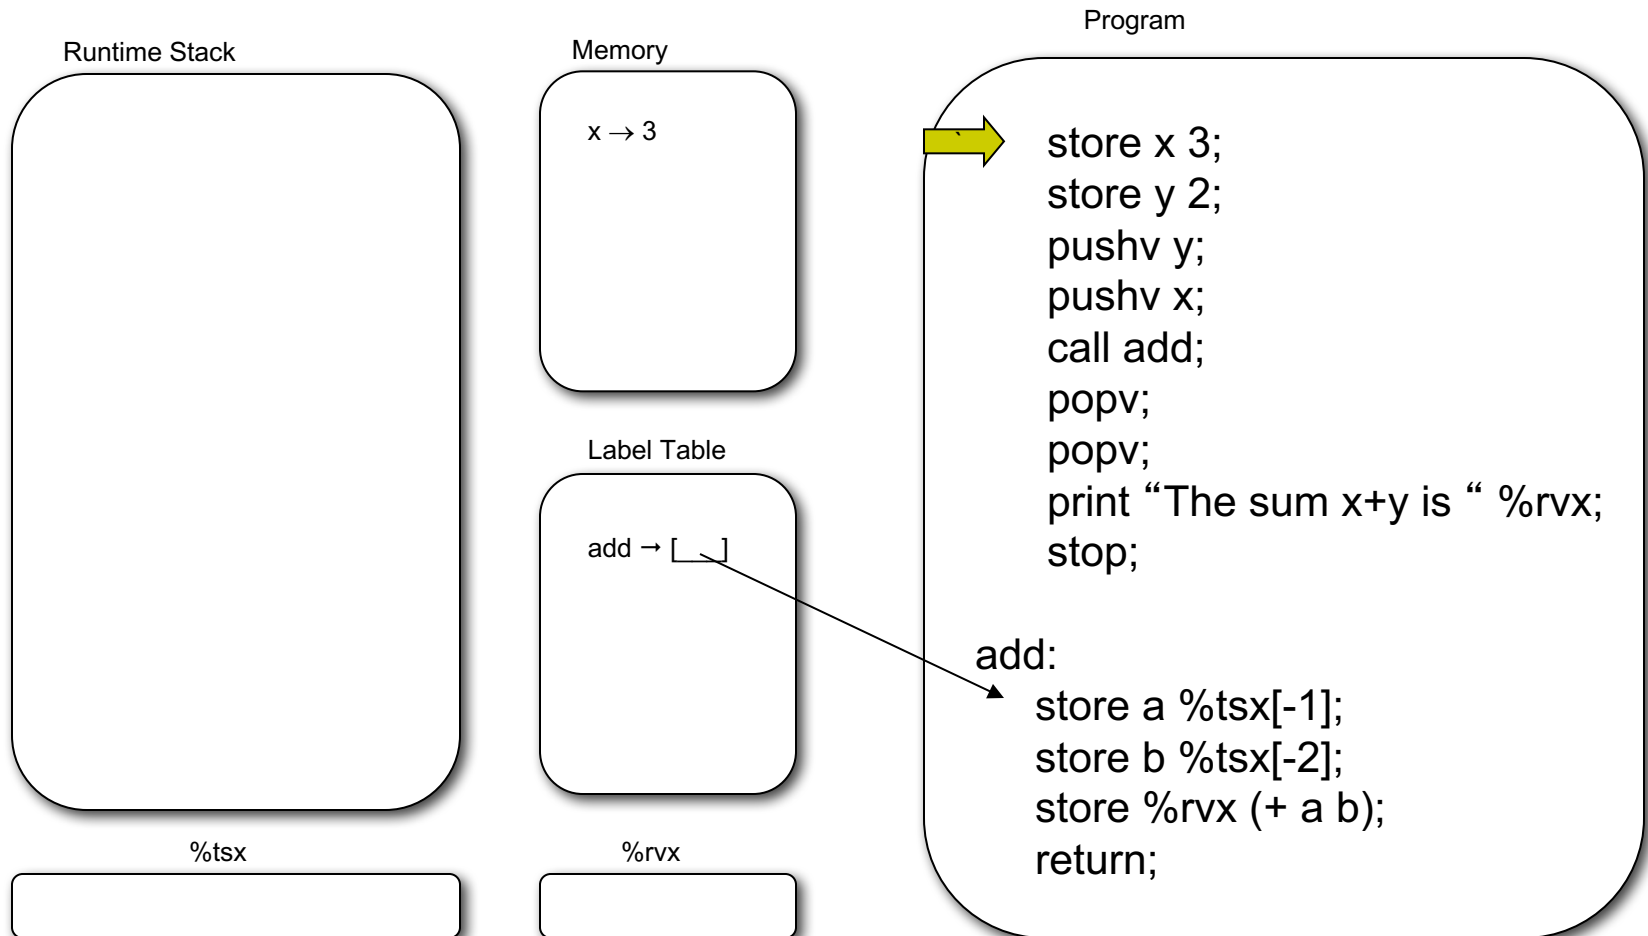 Program
Runtime Stack
Memory
x → 3
`
store x 3;
store y 2;
pushv y;
pushv x;
call add;
popv;
popv;
print “The sum x+y is “ %rvx;
stop;
Label Table
add → [___]
add:
store a %tsx[-1];
store b %tsx[-2];
store %rvx (+ a b);
return;
%tsx
%rvx